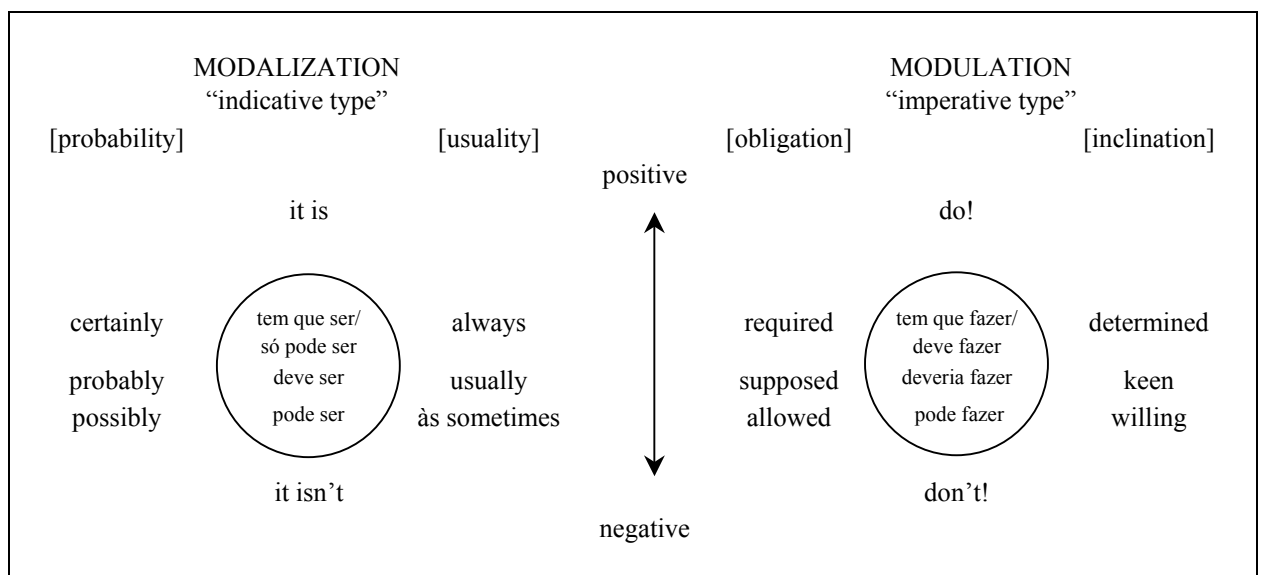 MODALIZATION
“indicative type”
[probability]
[usuality]
MODULATION
“imperative type”
[obligation]
[inclination]
positive
it is
do!
certainly
tem que ser/
só pode ser
always
required
tem que fazer/
deve fazer
determined
probably
deve ser
usually
supposed
deveria fazer
keen
possibly
pode ser
às sometimes
allowed
pode fazer
willing
it isn’t
don’t!
negative